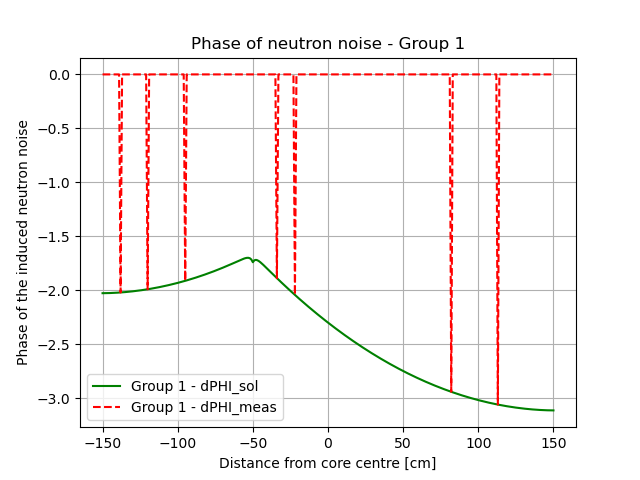 Phase of neutron noise - Group 1
Phase of the induced neutron noise
0.0
−0.5
−1.0
−1.5
−2.0
−2.5
−3.0
Group 1 - dPHI_sol
Group 1 - dPHI_meas
−150 −100 −50 0 50 100 150
Distance from core centre [cm]